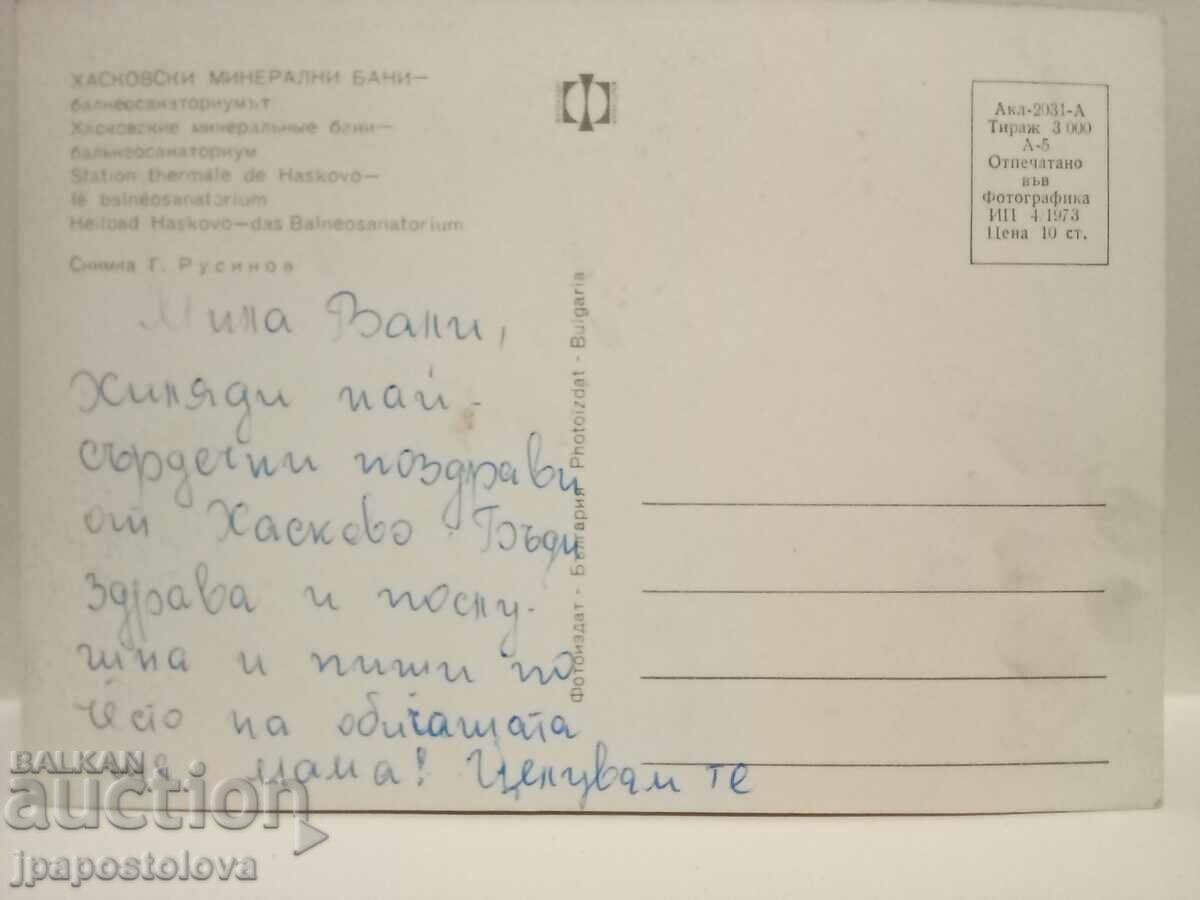 ХАСКОВСКИ МИНЕРАЛНИ БАНИ—
балнеосанаториумът
Хасковские минеральные бани—
бальнеосанаториум
Station thermale de Haskovo—
le balnéosanatorium
Heilbad Haskovo—das Balneosanatorium
Снимка Г. Русинов
Мила Вани,
хиляди най-
сърдечни поздрави
от Хасково Бъди
здрава и послу-
шна и пиши по
често на обичащата
мама! Целувам те
Фотоиздат - България Photoizdat - Bulgaria
Акл-2031-А
Тираж 3 000
А-5
Отпечатано
във
Фотографика
ИП 4/1973
Цена 10 ст.
BALKAN
auction
jpapostolova